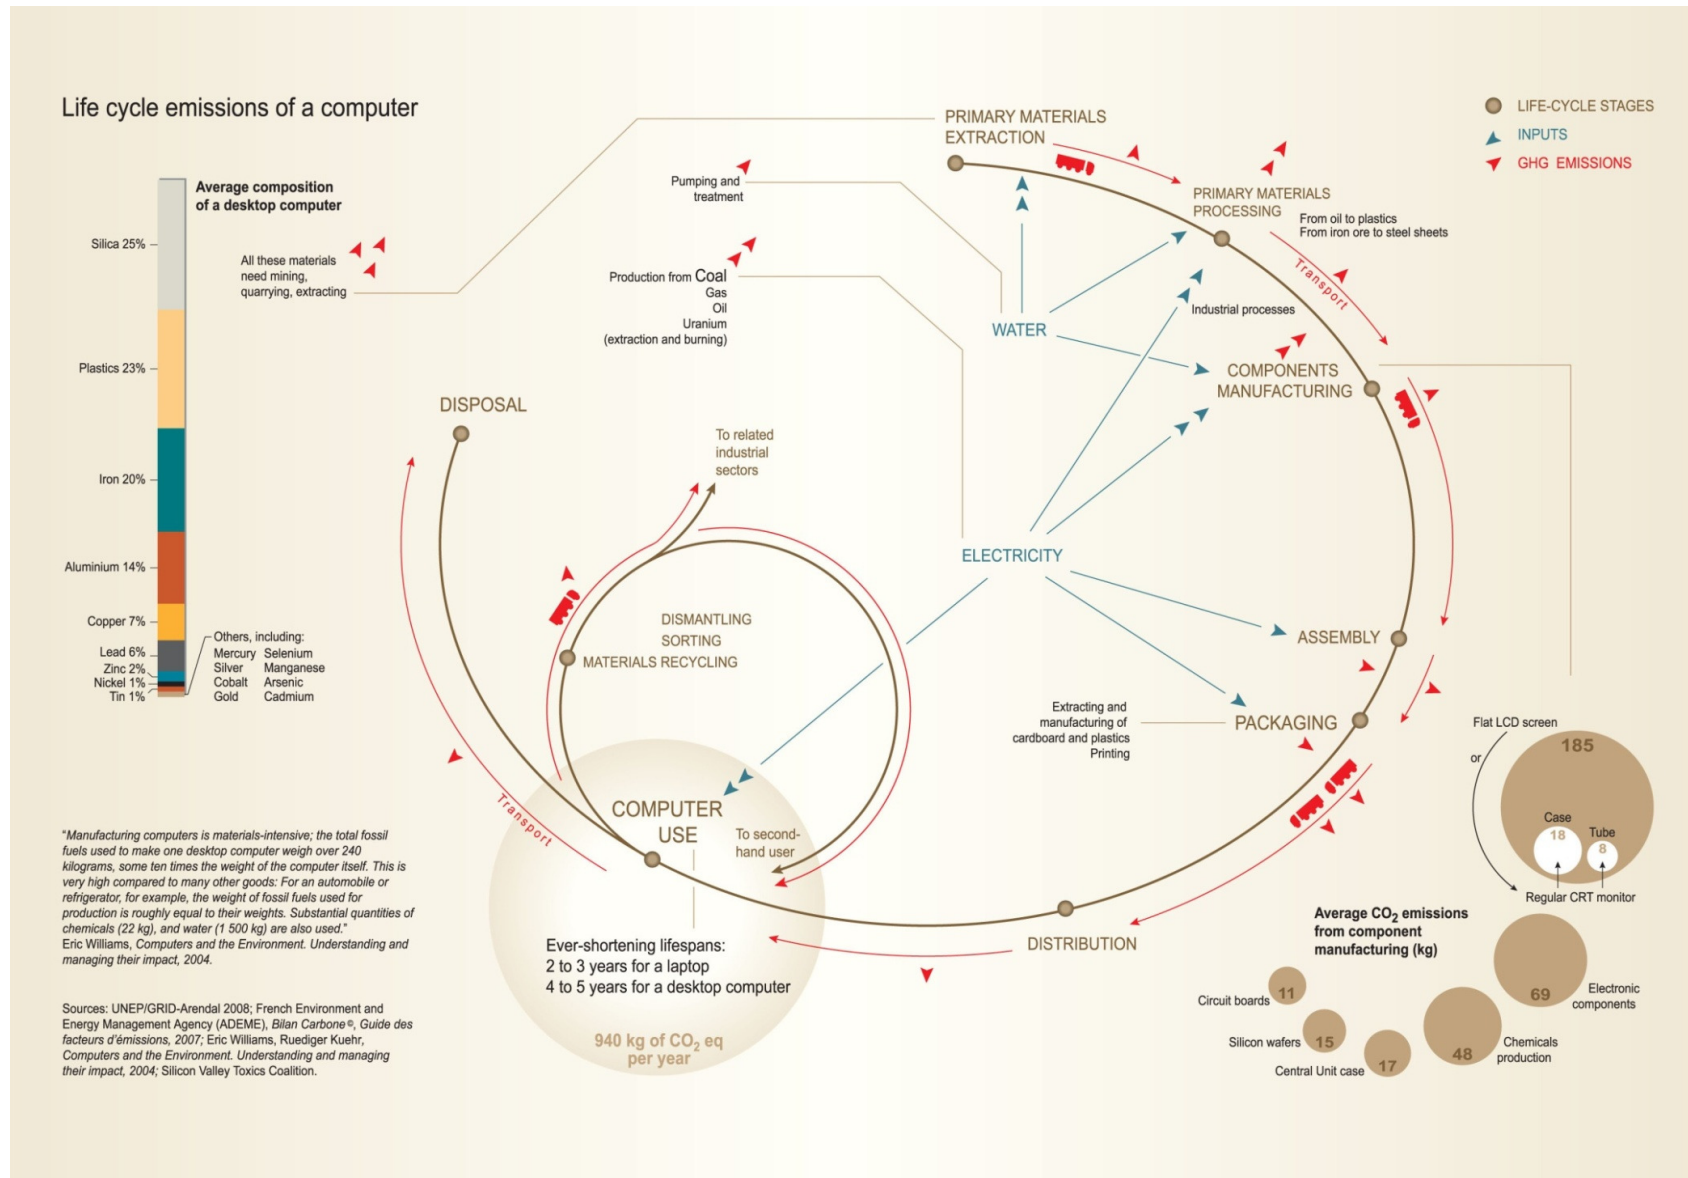 Life cycle emissions of a computer
Average composition
of a desktop computer
Silica 25%
Plastics 23%
Iron 20%
Aluminium 14%
Copper 7%
Lead 6%
Zinc 2%
Nickel 1%
Tin 1%
Others, including:
Mercury Selenium
Silver Manganese
Cobalt Arsenic
Gold Cadmium
All these materials
need mining,
quarrying, extracting
PRIMARY MATERIALS
EXTRACTION
LIFE-CYCLE STAGES
INPUTS
GHG EMISSIONS
Pumping and
treatment
Production from Coal
Gas
Oil
Uranium
(extraction and burning)
PRIMARY MATERIALS
PROCESSING
From oil to plastics
From iron ore to steel sheets
Transport
Industrial processes
WATER
COMPONENTS
MANUFACTURING
ELECTRICITY
ASSEMBLY
Extracting and
manufacturing of
cardboard and plastics
Printing
PACKAGING
DISTRIBUTION
DISPOSAL
To related
industrial
sectors
DISMANTLING
SORTING
MATERIALS RECYCLING
COMPUTER
USE
To second-
hand user
Transport
Ever-shortening lifespans:
2 to 3 years for a laptop
4 to 5 years for a desktop computer
940 kg of CO2 eq
per year
Flat LCD screen
or
185
Case
18
Tube
8
Regular CRT monitor
Average CO2 emissions
from component
manufacturing (kg)
Circuit boards
11
Silicon wafers
15
Central Unit case
17
48
Chemicals
production
69
Electronic
components
"Manufacturing computers is materials-intensive; the total fossil
fuels used to make one desktop computer weigh over 240
kilograms, some ten times the weight of the computer itself. This is
very high compared to many other goods: For an automobile or
refrigerator, for example, the weight of fossil fuels used for
production is roughly equal to their weights. Substantial quantities of
chemicals (22 kg), and water (1 500 kg) are also used."
Eric Williams, Computers and the Environment. Understanding and
managing their impact, 2004.
Sources: UNEP/GRID-Arendal 2008; French Environment and
Energy Management Agency (ADEME), Bilan Carbone©, Guide des
facteurs d'émissions, 2007; Eric Williams, Ruediger Kuehr,
Computers and the Environment. Understanding and managing
their impact, 2004; Silicon Valley Toxics Coalition.